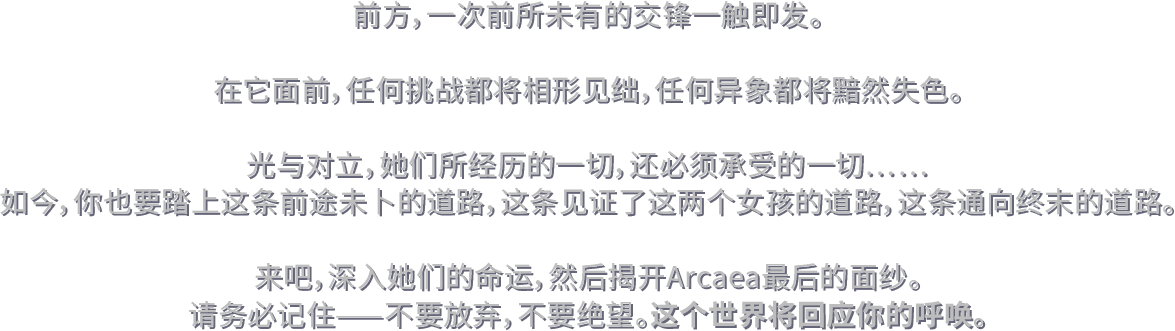 前方，一次前所未有的交锋一触即发。
在它面前，任何挑战都将相形见绌，任何异象都将黯然失色。
光与对立，她们所经历的一切，还必须承受的一切……
如今，你也要踏上这条前途未卜的道路，这条见证了这两个女孩的道路，这条通向终末的道路。
来吧，深入她们的命运，然后揭开Arcaea最后的面纱。
请务必记住——不要放弃，不要绝望。这个世界将回应你的呼唤。